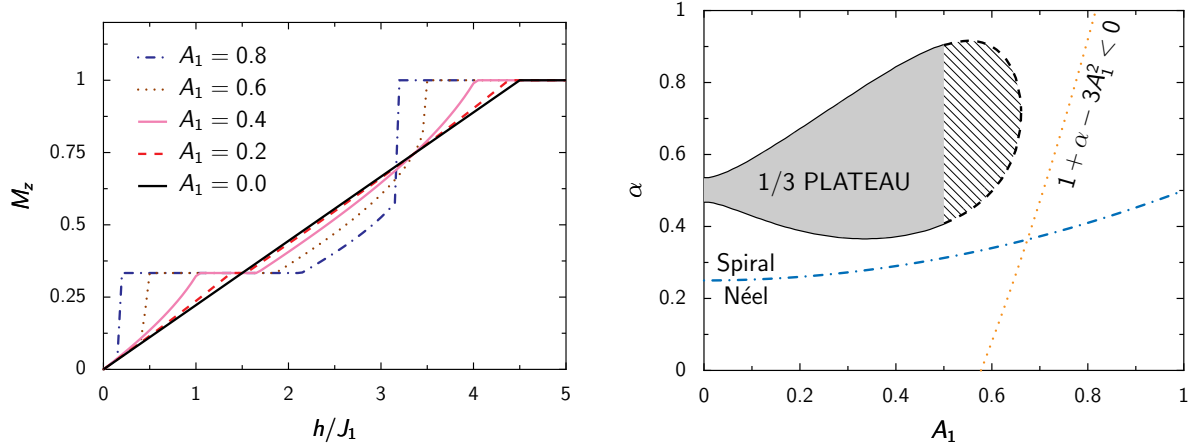 A₁ = 0.8
A₁ = 0.6
A₁ = 0.4
A₁ = 0.2
A₁ = 0.0
1
0.75
0.5
0.25
0
M_z
0 1 2 3 4 5
h/J₁
1
0.8
0.6
0.4
0.2
0
α
1/3 PLATEAU
1 + α − 3A₁² < 0
Spiral
Néel
0 0.2 0.4 0.6 0.8 1
A₁